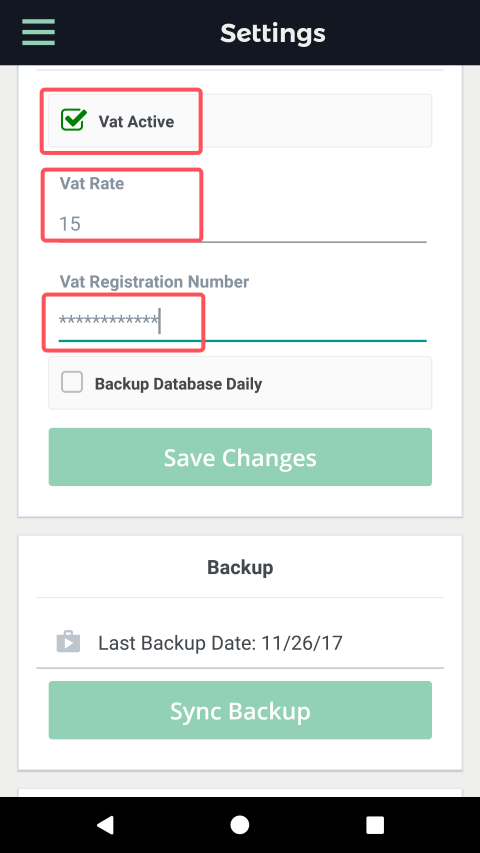 Settings
Vat Active
Vat Rate
15
Vat Registration Number
************
Backup Database Daily
Save Changes
Backup
Last Backup Date: 11/26/17
Sync Backup